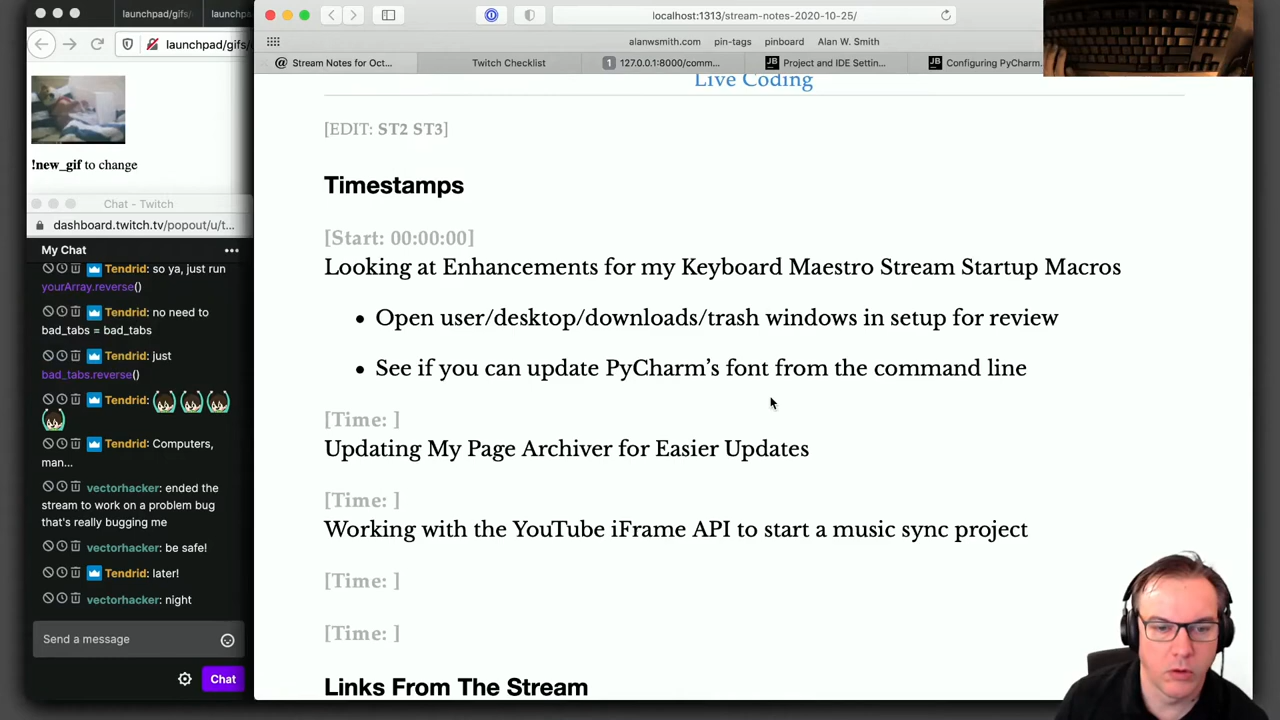 launchpad/gifs/
launchpa
launchpad/gifs/
!new_gif to change
Chat - Twitch
dashboard.twitch.tv/popout/u/t...
My Chat
Tendrid: so ya, just run
yourArray.reverse()
Tendrid: no need to
bad_tabs = bad_tabs
Tendrid: just
bad_tabs.reverse()
Tendrid:
Tendrid: Computers,
man...
vectorhacker: ended the
stream to work on a problem bug
that's really bugging me
vectorhacker: be safe!
Tendrid: later!
vectorhacker: night
Send a message
Chat
localhost:1313/stream-notes-2020-10-25/
alanwsmith.com pin-tags pinboard Alan W. Smith
@ Stream Notes for Oct...
Twitch Checklist
1 127.0.0.1:8000/comm...
JB Project and IDE Settin...
JB Configuring PyCharm
Live Coding
[EDIT: ST2 ST3]
Timestamps
[Start: 00:00:00]
Looking at Enhancements for my Keyboard Maestro Stream Startup Macros
• Open user/desktop/downloads/trash windows in setup for review
• See if you can update PyCharm’s font from the command line
[Time: ]
Updating My Page Archiver for Easier Updates
[Time: ]
Working with the YouTube iFrame API to start a music sync project
[Time: ]
[Time: ]
Links From The Stream